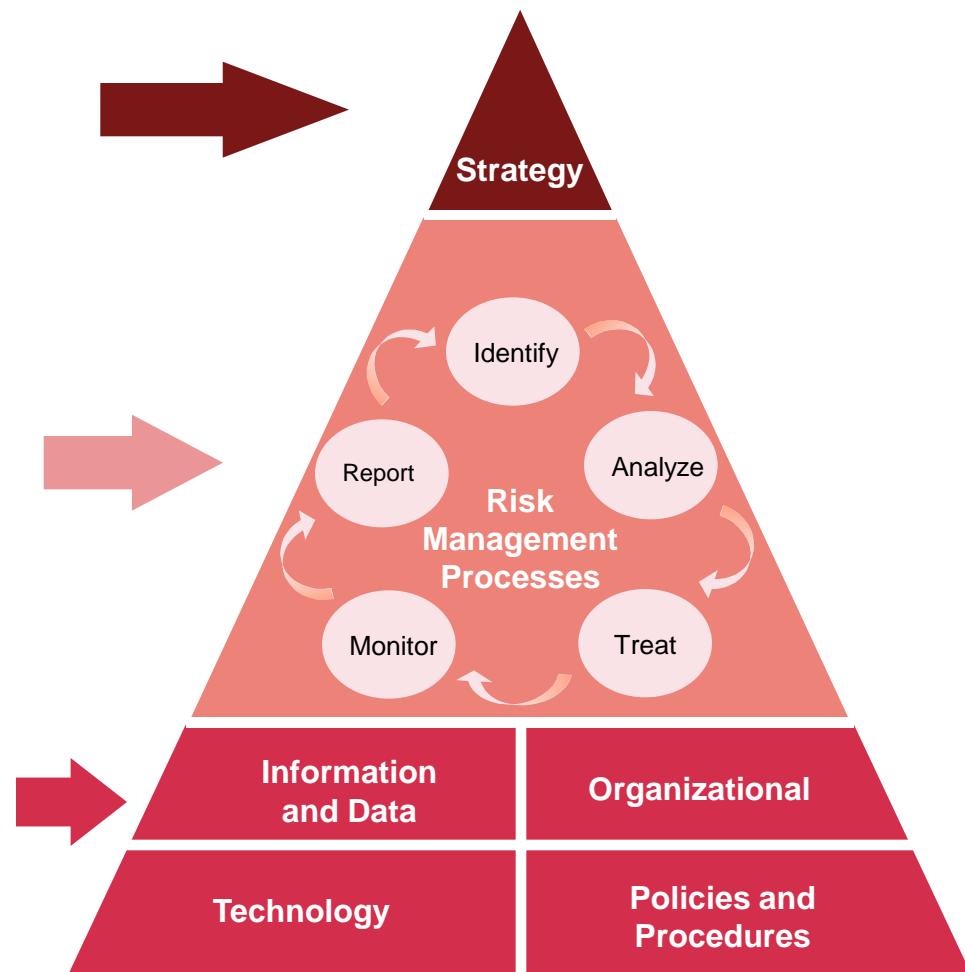 Strategy
Identify
Report
Analyze
Risk
Management
Processes
Monitor
Treat
Information
and Data
Organizational
Technology
Policies and
Procedures